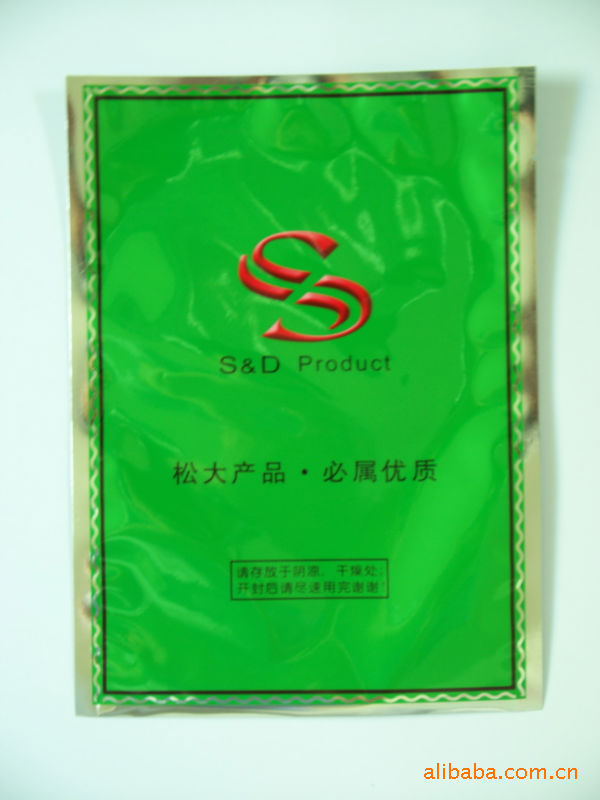 S&D Product
松大产品·必属优质
请存放于阴凉、干燥处;
开封后请尽速用完谢谢!
alibaba.com.cn